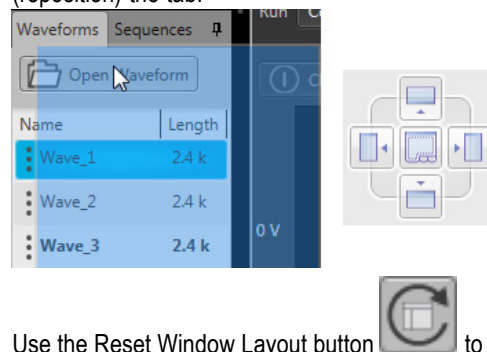 (reposition) the tab.
Run
Waveforms Sequences
Open Waveform
Name Length
Wave_1 2.4 k
Wave_2 2.4 k
0 V
Wave_3 2.4 k
Use the Reset Window Layout button to